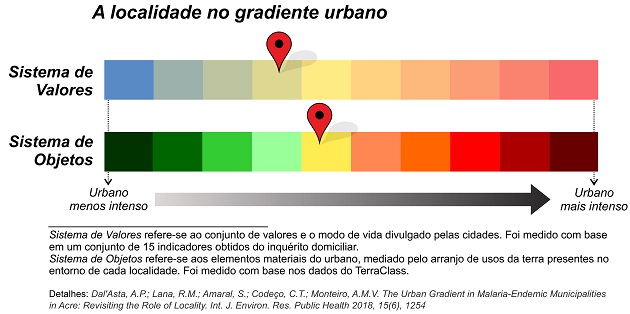 A localidade no gradiente urbano
Sistema de
Valores
Sistema de
Objetos
Urbano
menos intenso
Urbano
mais intenso
Sistema de Valores refere-se ao conjunto de valores e o modo de vida divulgado pelas cidades. Foi medido com base
em um conjunto de 15 indicadores obtidos do inquérito domiciliar.
Sistema de Objetos refere-se aos elementos materiais do urbano, mediado pelo arranjo de usos da terra presentes no
entorno de cada localidade. Foi medido com base nos dados do TerraClass.
Detalhes: Dal'Asta, A.P.; Lana, R.M.; Amaral, S.; Codeço, C.T.; Monteiro, A.M.V. The Urban Gradient in Malaria-Endemic Municipalities
in Acre: Revisiting the Role of Locality. Int. J. Environ. Res. Public Health 2018, 15(6), 1254